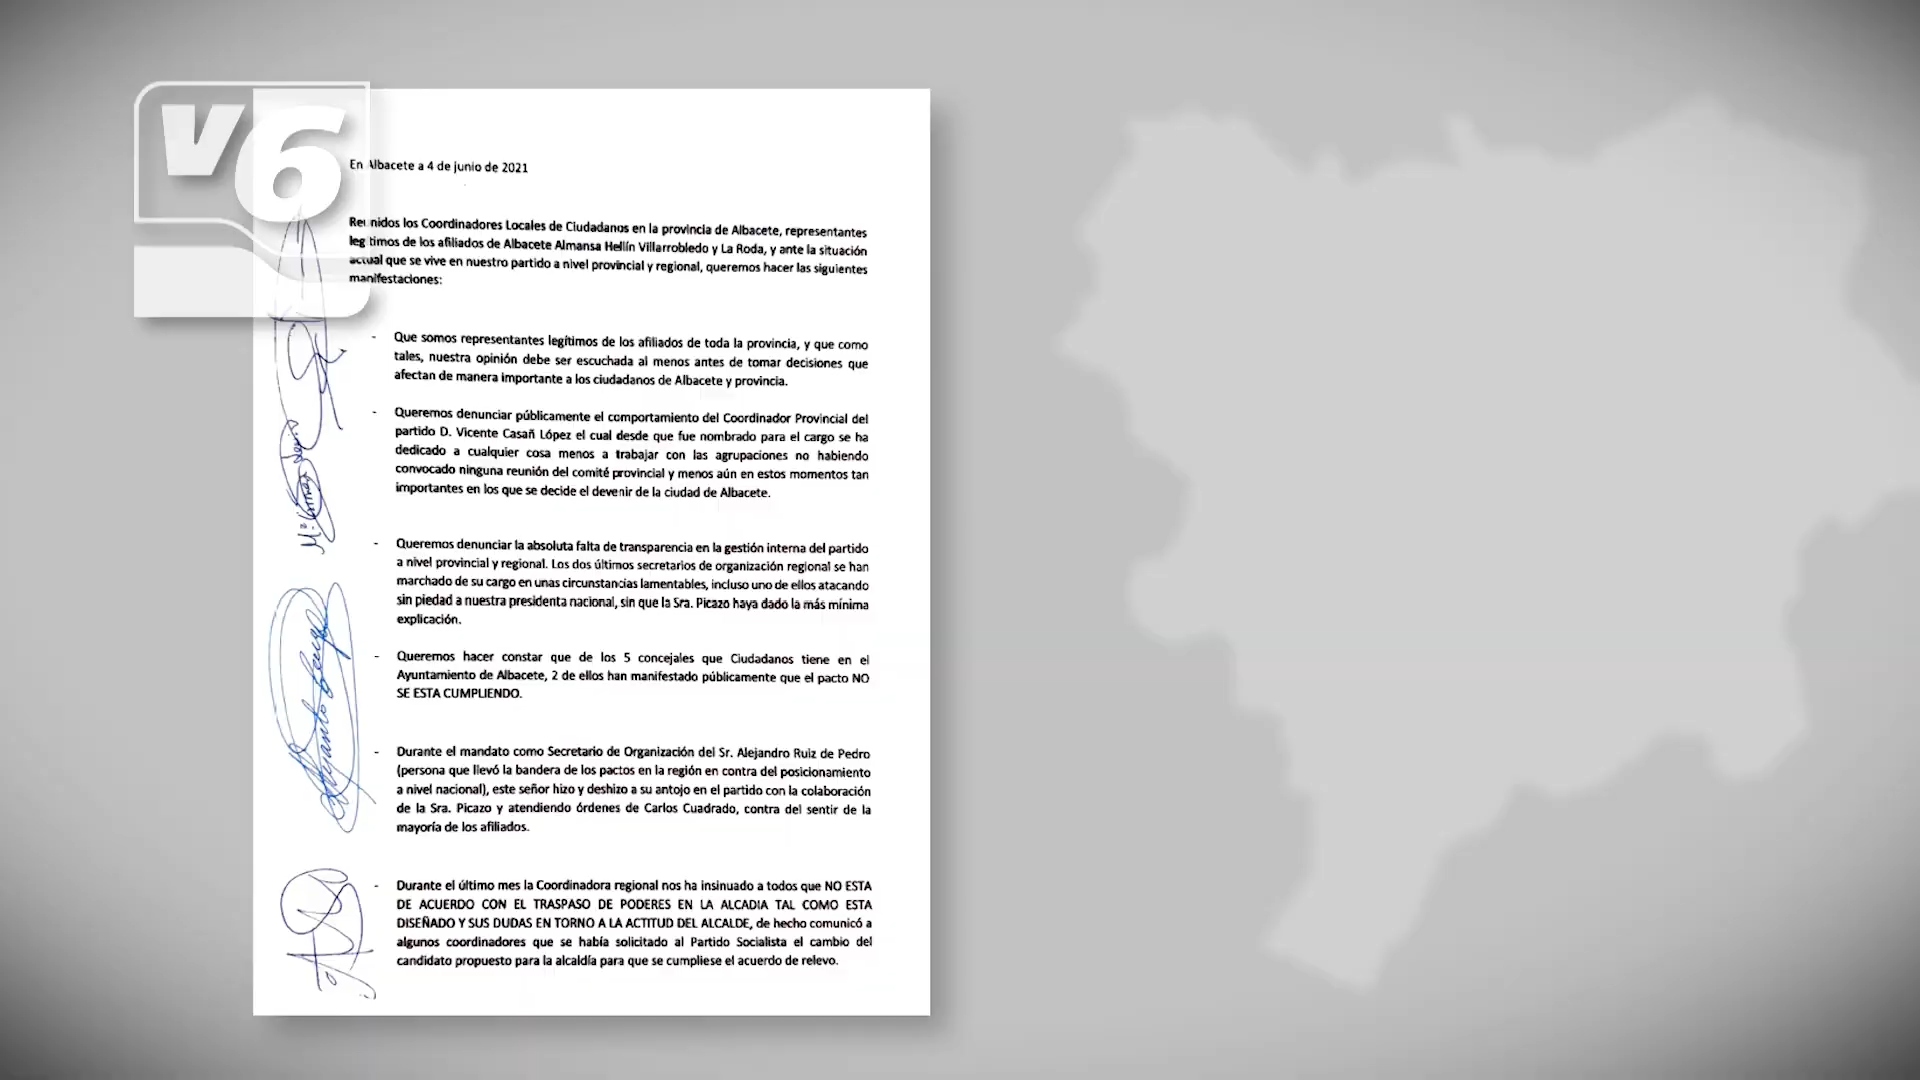 V6
En Albacete a 4 de junio de 2021
Reunidos los Coordinadores Locales de Ciudadanos en la provincia de Albacete, representantes
legítimos de los afiliados de Albacete Almansa Hellín Villarrobledo y La Roda, y ante la situación
actual que se vive en nuestro partido a nivel provincial y regional, queremos hacer las siguientes
manifestaciones:
- Que somos representantes legítimos de los afiliados de toda la provincia, y que como
tales, nuestra opinión debe ser escuchada al menos antes de tomar decisiones que
afectan de manera importante a los ciudadanos de Albacete y provincia.
- Queremos denunciar públicamente el comportamiento del Coordinador Provincial del
partido D. Vicente Casañ López el cual desde que fue nombrado para el cargo se ha
dedicado a cualquier cosa menos a trabajar con las agrupaciones no habiendo
convocado ninguna reunión del comité provincial y menos aún en estos momentos tan
importantes en los que se decide el devenir de la ciudad de Albacete.
- Queremos denunciar la absoluta falta de transparencia en la gestión interna del partido
a nivel provincial y regional. Los dos últimos secretarios de organización regional se han
marchado de su cargo en unas circunstancias lamentables, incluso uno de ellos atacando
sin piedad a nuestra presidenta nacional, sin que la Sra. Picazo haya dado la más mínima
explicación.
- Queremos hacer constar que de los 5 concejales que Ciudadanos tiene en el
Ayuntamiento de Albacete, 2 de ellos han manifestado públicamente que el pacto NO
SE ESTA CUMPLIENDO.
- Durante el mandato como Secretario de Organización del Sr. Alejandro Ruiz de Pedro
(persona que llevó la bandera de los pactos en la región en contra del posicionamiento
a nivel nacional), este señor hizo y deshizo a su antojo en el partido con la colaboración
de la Sra. Picazo y atendiendo órdenes de Carlos Cuadrado, contra del sentir de la
mayoría de los afiliados.
- Durante el último mes la Coordinadora regional nos ha insinuado a todos que NO ESTA
DE ACUERDO CON EL TRASPASO DE PODERES EN LA ALCADIA TAL COMO ESTA
DISEÑADO Y SUS DUDAS EN TORNO A LA ACTITUD DEL ALCALDE, de hecho comunicó a
algunos coordinadores que se había solicitado al Partido Socialista el cambio del
candidato propuesto para la alcaldía para que se cumpliese el acuerdo de relevo.